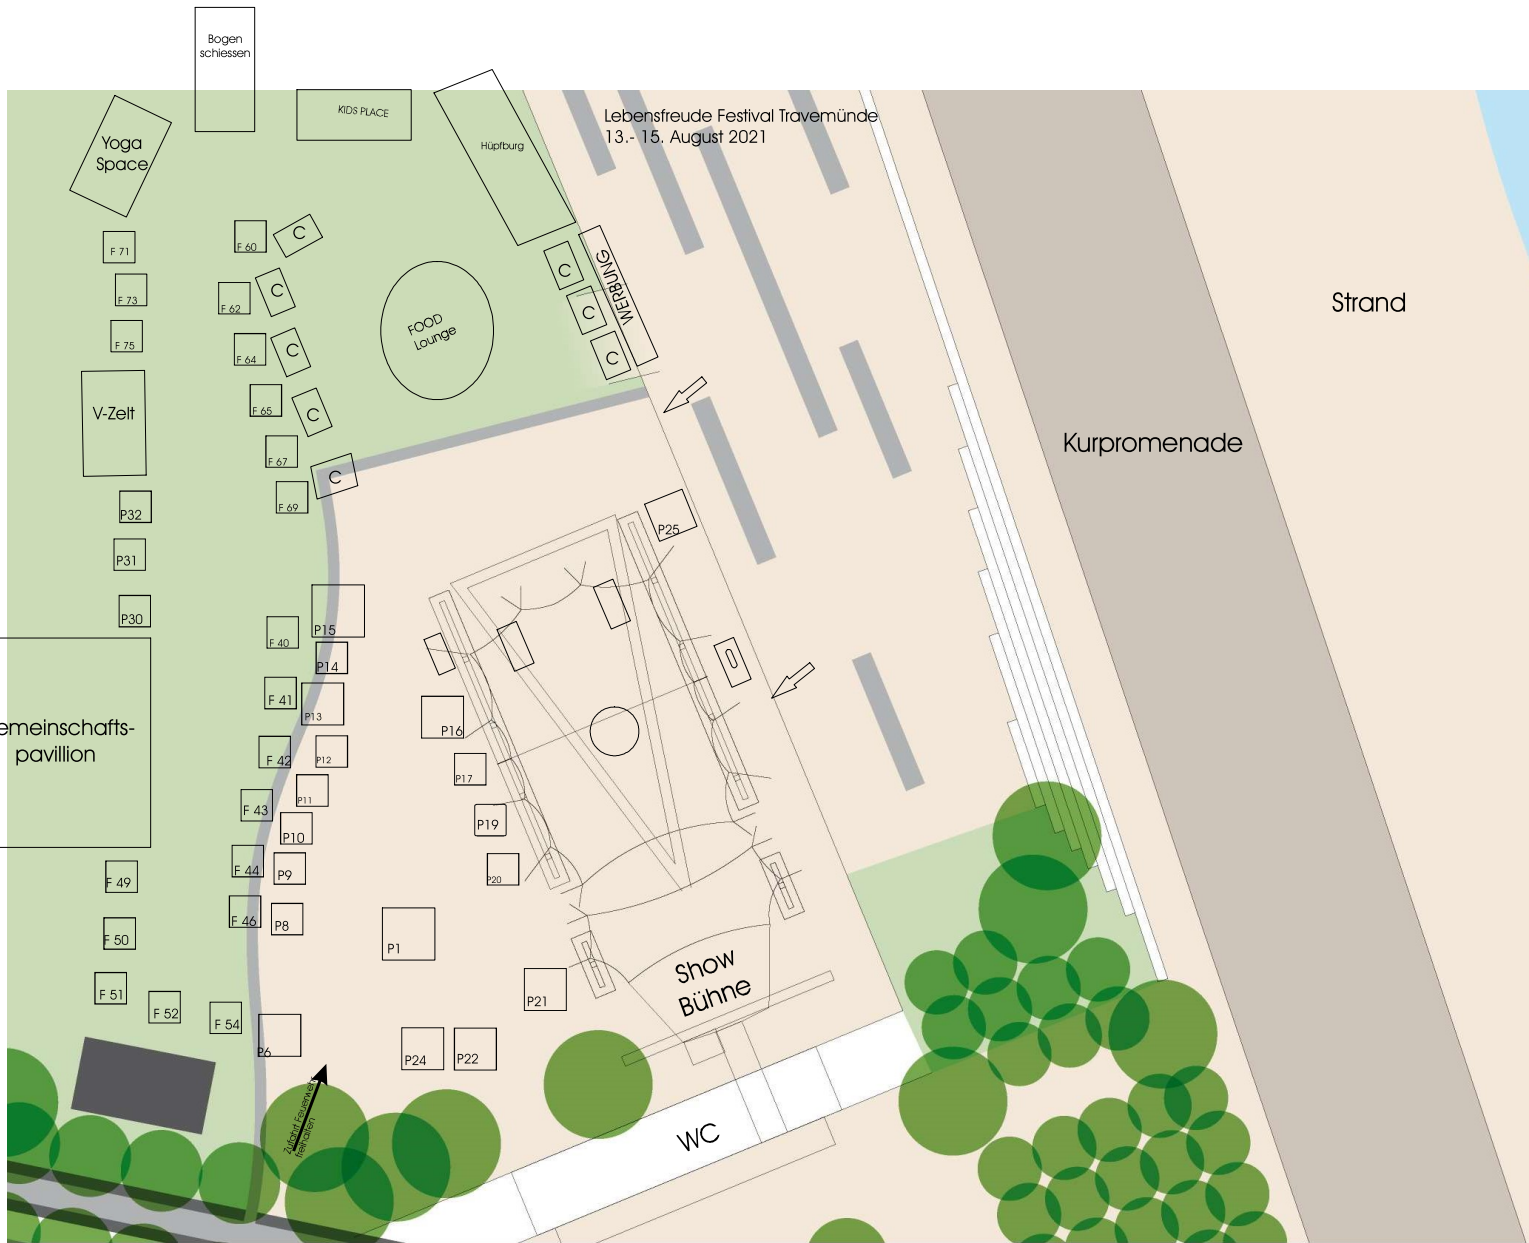 Bogen
schiessen
KIDS PLACE
Lebensfreude Festival Travemünde
13.- 15. August 2021
Yoga
Space
Hüpfburg
F 71
F 60
C
C
WERBUNG
F 73
F 62
C
C
Strand
FOOD
Lounge
F 75
F 64
C
C
V-Zelt
F 65
C
Kurpromenade
F 67
C
F 69
P32
P25
P31
P30
P15
F 40
P14
F 41
P13
P16
emeinschafts-
pavillion
F 42
P12
P17
F 43
P11
P10
P19
F 44
P9
P20
F 49
F 46
P8
F 50
P1
Show
Bühne
F 51
F 52
F 54
P21
P6
P24
P22
Zufahrt Feuerwehr
freihalten
WC